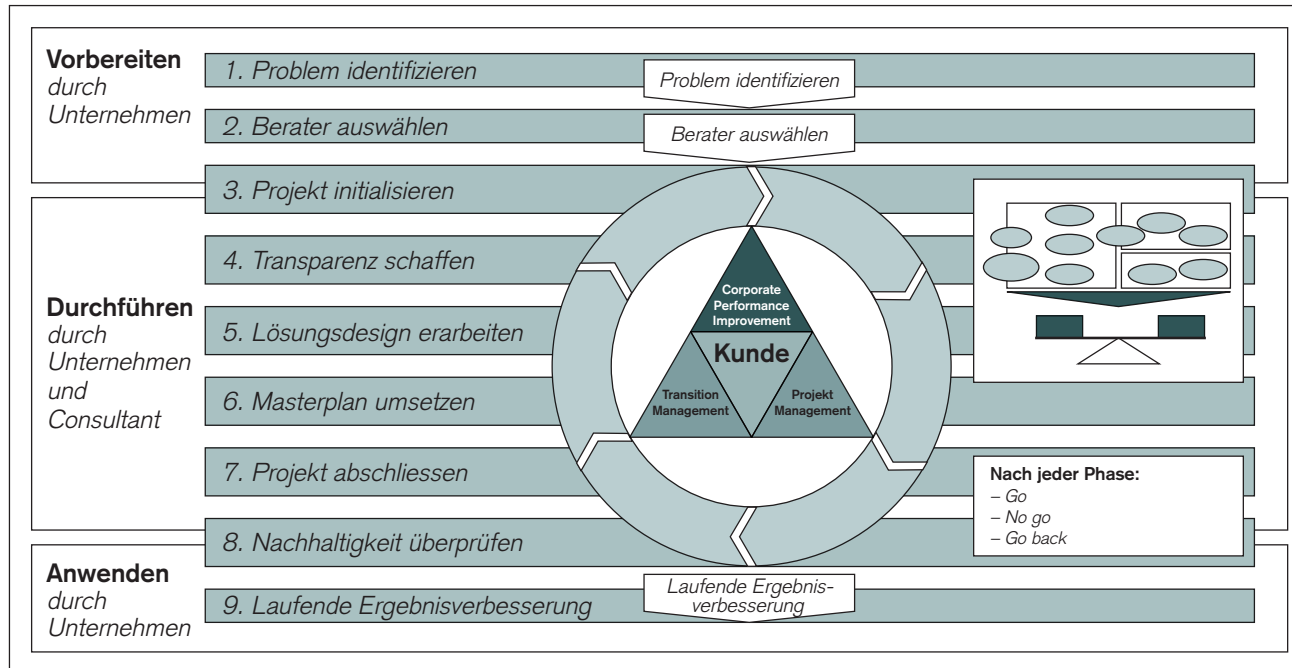 Vorbereiten
durch
Unternehmen
1. Problem identifizieren
Problem identifizieren
2. Berater auswählen
Berater auswählen
3. Projekt initialisieren
Durchführen
durch
Unternehmen
und
Consultant
4. Transparenz schaffen
5. Lösungsdesign erarbeiten
6. Masterplan umsetzen
7. Projekt abschliessen
8. Nachhaltigkeit überprüfen
Corporate
Performance
Improvement
Kunde
Transition
Management
Projekt
Management
Nach jeder Phase:
– Go
– No go
– Go back
Anwenden
durch
Unternehmen
9. Laufende Ergebnisverbesserung
Laufende Ergebnis-
verbesserung